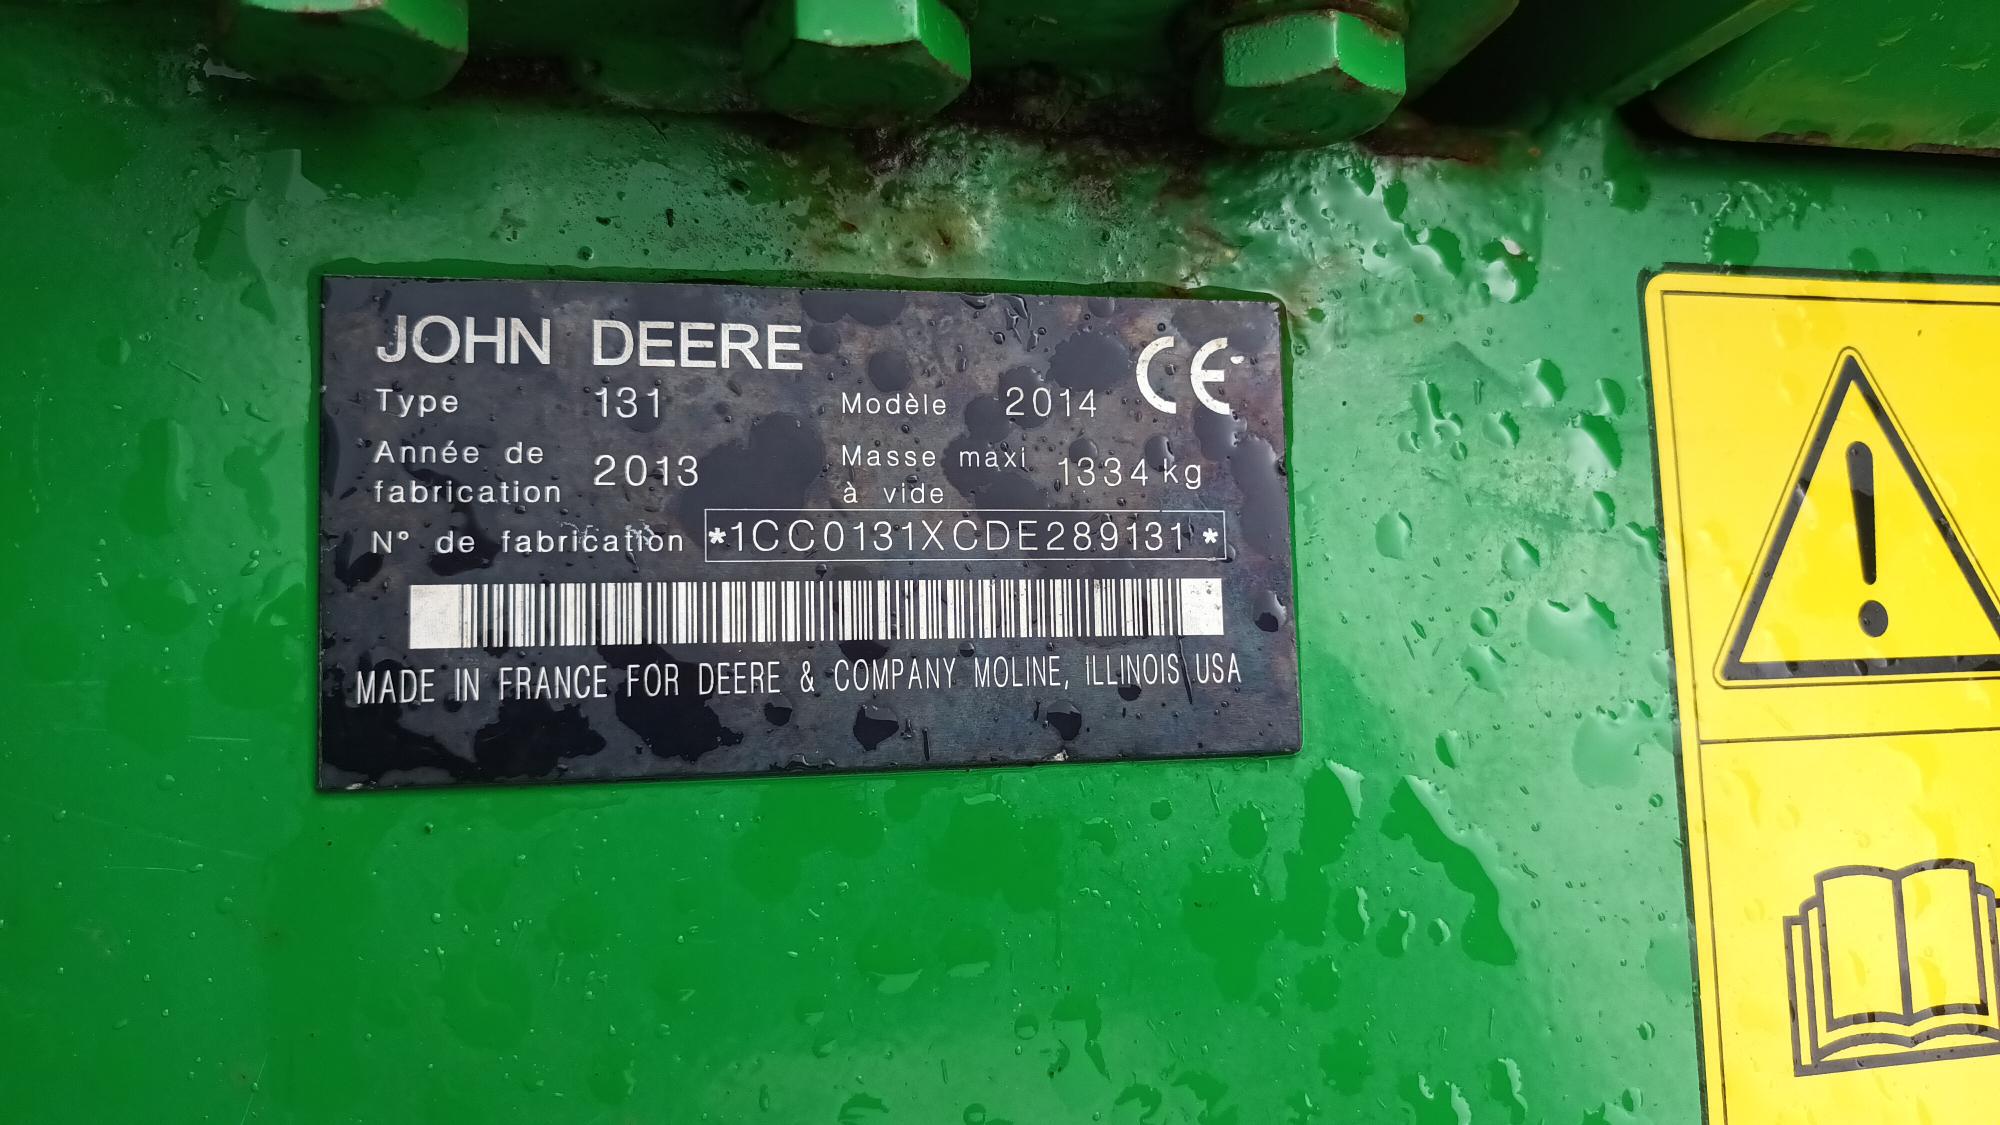 JOHN DEERE
CE
Type 131 Modèle 2014
Année de fabrication 2013 Masse maxi à vide 1334 kg
N° de fabrication *1CC0131XCDE289131*
MADE IN FRANCE FOR DEERE & COMPANY MOLINE, ILLINOIS USA